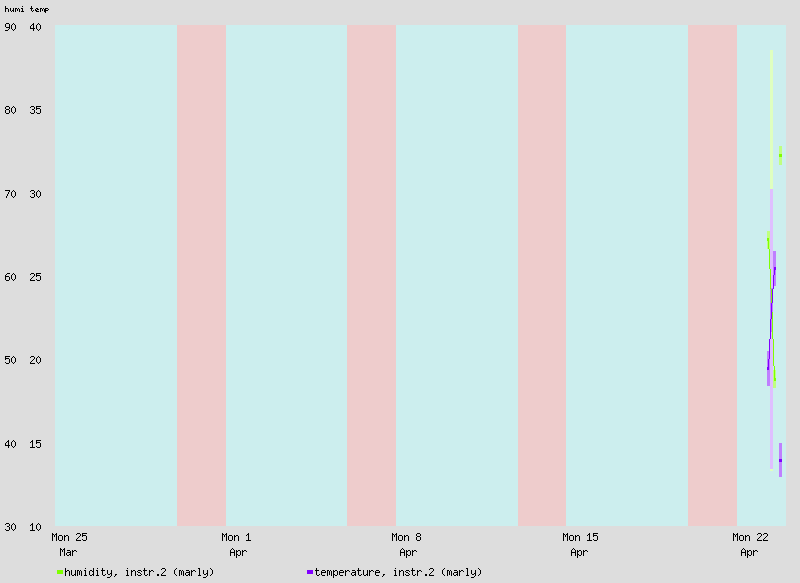 humi temp
90 40
80 35
70 30
60 25
50 20
40 15
30 10
Mon 25 Mon 1 Mon 8 Mon 15 Mon 22
Mar Apr Apr Apr Apr
humidity, instr.2 (marly) temperature, instr.2 (marly)